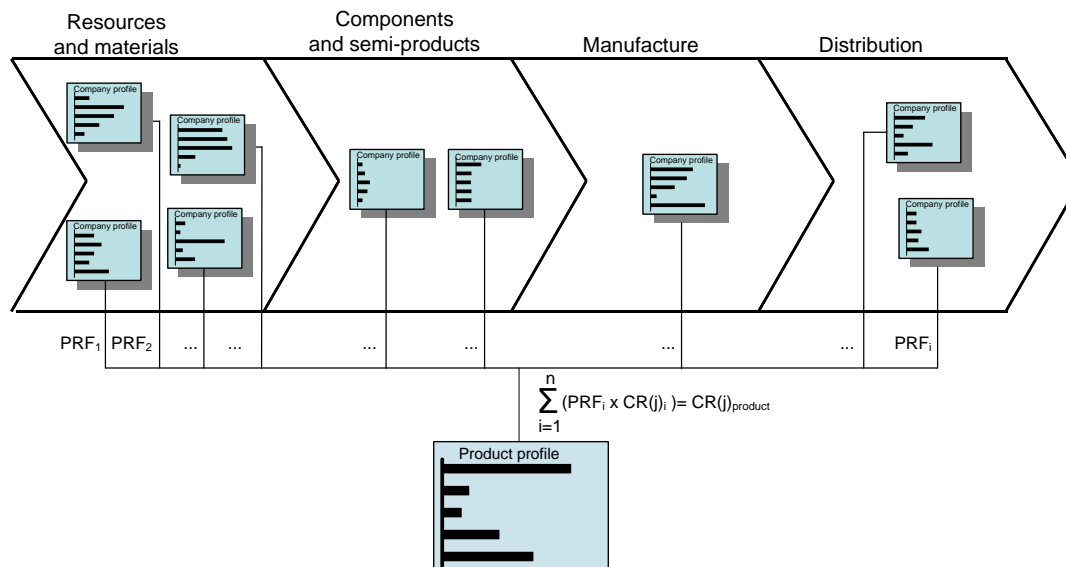 Resources
and materials
Components
and semi-products
Manufacture
Distribution
Company profile
Company profile
Company profile
Company profile
Company profile
Company profile
Company profile
Company profile
Company profile
PRF₁ PRF₂ ... ... ... ... ... ... PRFᵢ
n
∑ (PRFᵢ x CR(j)ᵢ )= CR(j)product
i=1
Product profile